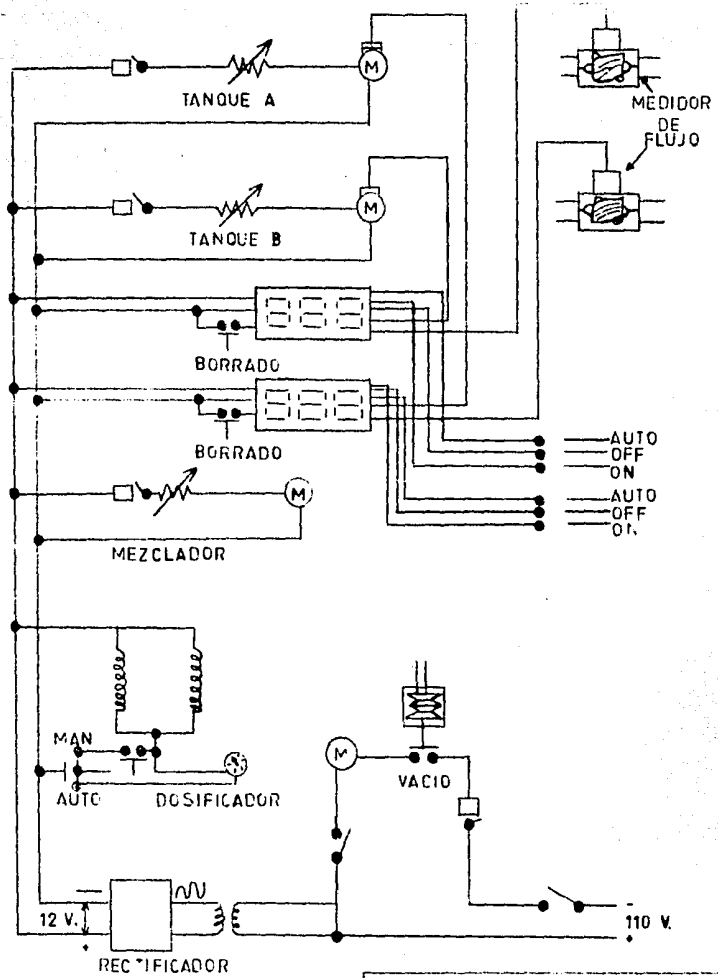 M
TANQUE A
MEDIDOR
DE
FLUJO
M
TANQUE B
BORRADO
BORRADO
AUTO
OFF
ON
AUTO
OFF
ON
M
MEZCLADOR
MAN
AUTO
DOSIFICADOR
M
VACIO
12 V.
-
+
110 V.
-
+
RECTIFICADOR